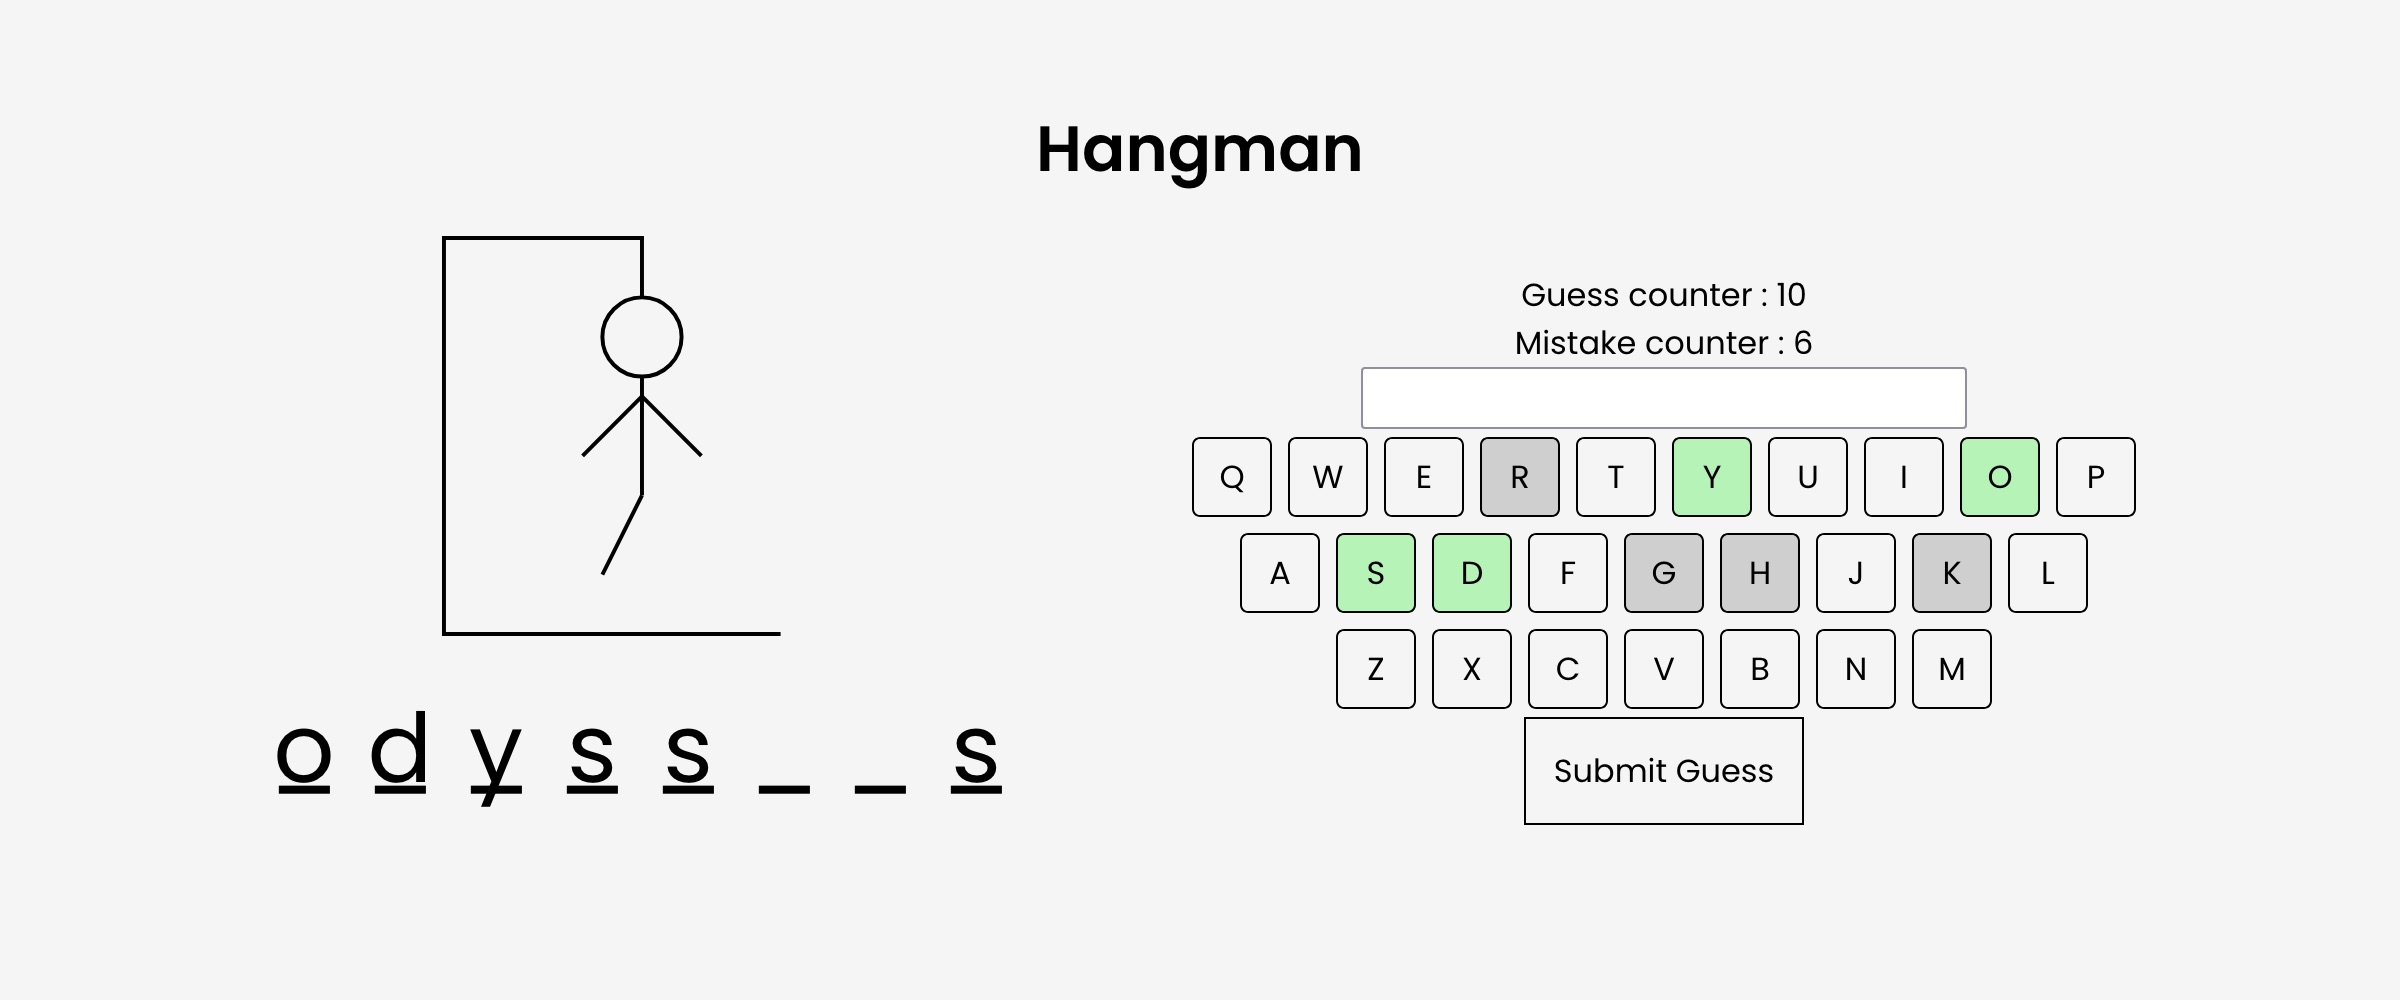 Hangman
Guess counter : 10
Mistake counter : 6
Q W E R T Y U I O P
A S D F G H J K L
Z X C V B N M
Submit Guess
o d y s s _ _ s